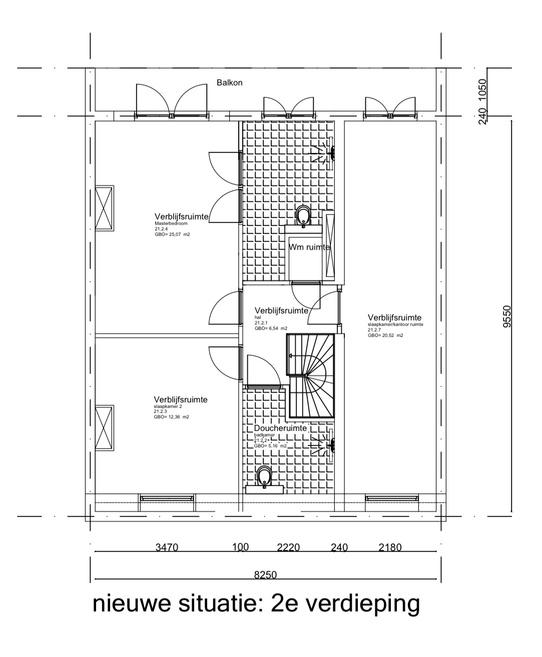 Balkon
240 1050
Verblijfsruimte
Masterbedroom
21.2.4
GBO= 25,07 m2
Wm ruimte
Verblijfsruimte
hal
21.2.1
GBO= 6,54 m2
Verblijfsruimte
slaapkamer/kantoor ruimte
21.2.7
GBO= 20,52 m2
9550
Verblijfsruimte
slaapkamer 2
21.2.3
GBO= 12,36 m2
Doucheruimte
badkamer
21.2.2
GBO= 5,16 m2
3470 100 2220 240 2180
8250
nieuwe situatie: 2e verdieping